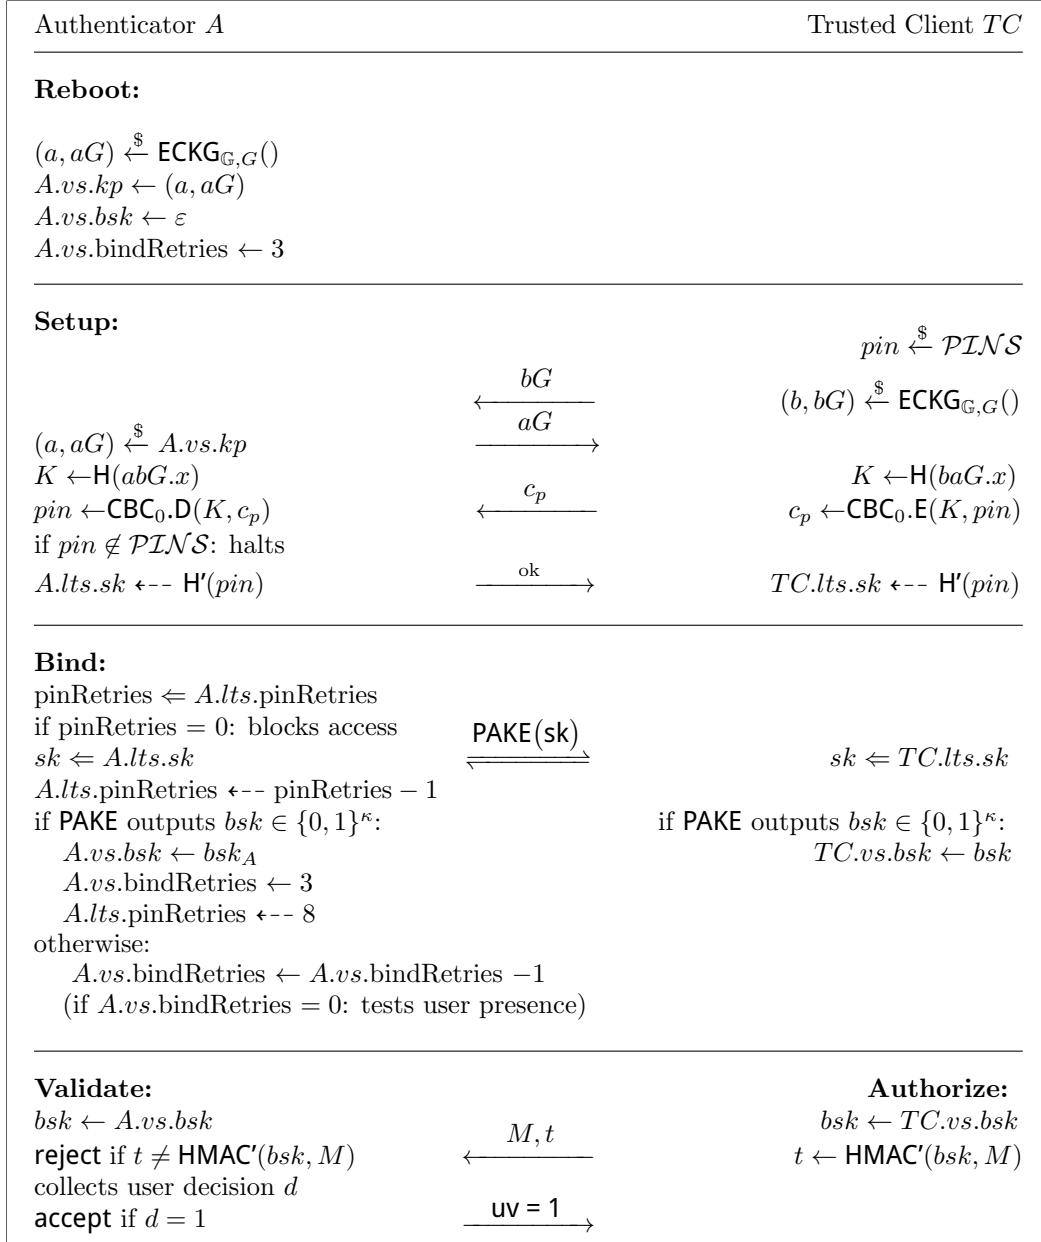 Authenticator A Trusted Client TC
Reboot:
(a, aG) ←$ ECKG𝔾,G()
A.vs.kp ← (a, aG)
A.vs.bsk ← ε
A.vs.bindRetries ← 3
Setup:
pin ←$ 𝒫ℐ𝒩𝒮
bG (b, bG) ←$ ECKG𝔾,G()
(a, aG) ←$ A.vs.kp aG
K ←H(abG.x) K ←H(baG.x)
pin ←CBC₀.D(K, cₚ) cₚ cₚ ←CBC₀.E(K, pin)
if pin ∉ 𝒫ℐ𝒩𝒮: halts
A.lts.sk ⇠ H'(pin) ok TC.lts.sk ⇠ H'(pin)
Bind:
pinRetries ⇐ A.lts.pinRetries
if pinRetries = 0: blocks access PAKE(sk)
sk ⇐ A.lts.sk sk ⇐ TC.lts.sk
A.lts.pinRetries ⇠ pinRetries − 1
if PAKE outputs bsk ∈ {0, 1}^κ: if PAKE outputs bsk ∈ {0, 1}^κ:
A.vs.bsk ← bsk_A TC.vs.bsk ← bsk
A.vs.bindRetries ← 3
A.lts.pinRetries ⇠ 8
otherwise:
A.vs.bindRetries ← A.vs.bindRetries −1
(if A.vs.bindRetries = 0: tests user presence)
Validate: Authorize:
bsk ← A.vs.bsk bsk ← TC.vs.bsk
reject if t ≠ HMAC'(bsk, M) M, t t ← HMAC'(bsk, M)
collects user decision d
accept if d = 1 uv = 1